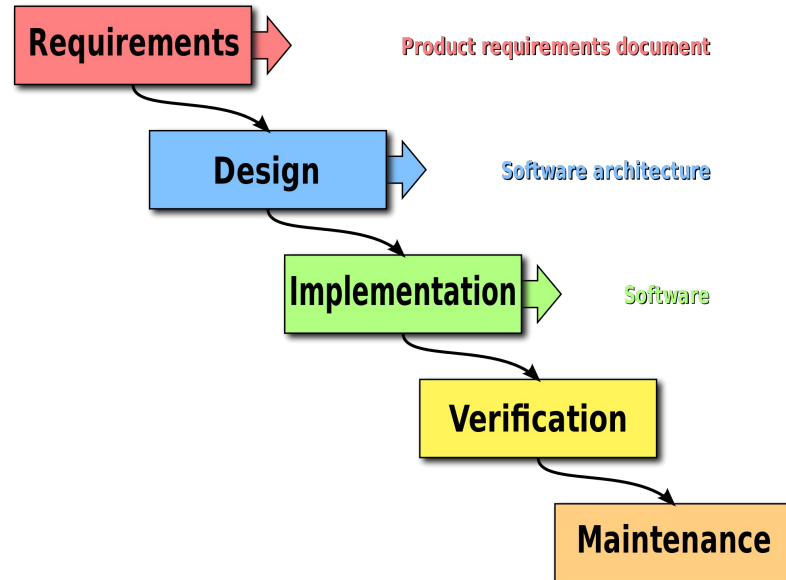 Requirements
Product requirements document
Design
Software architecture
Implementation
Software
Verification
Maintenance